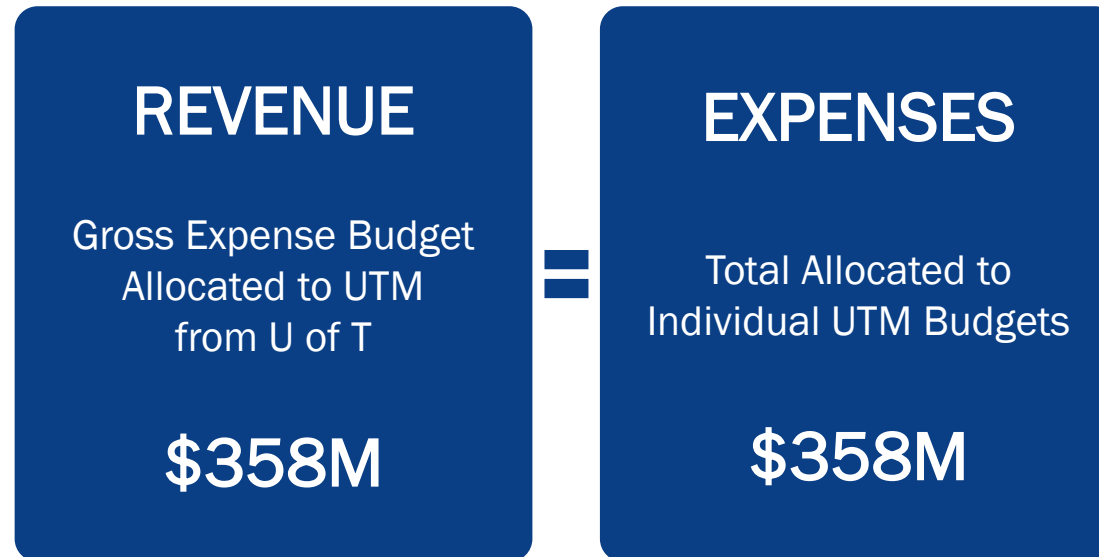 REVENUE
Gross Expense Budget
Allocated to UTM
from U of T
$358M
=
EXPENSES
Total Allocated to
Individual UTM Budgets
$358M